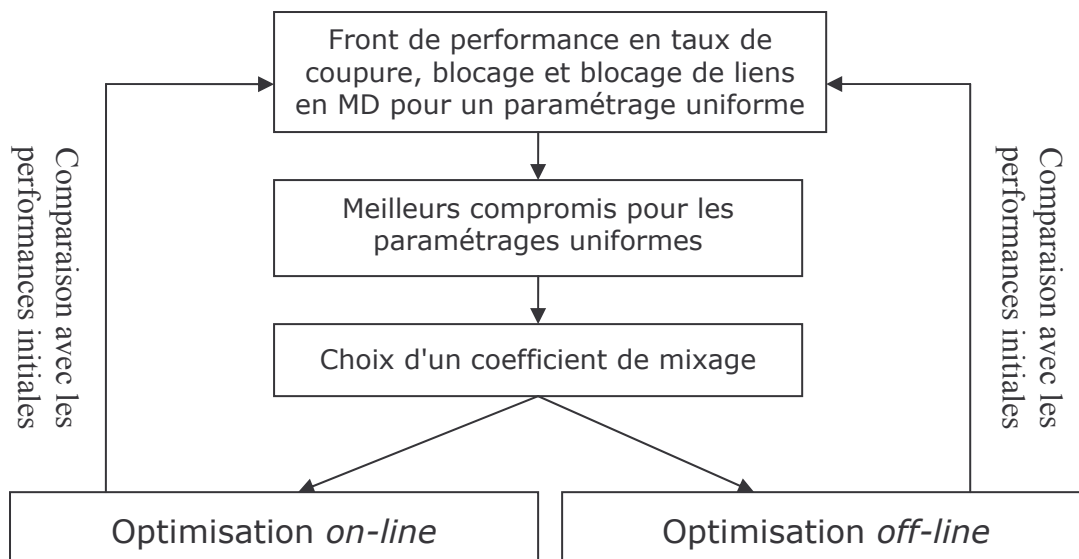 Front de performance en taux de
coupure, blocage et blocage de liens
en MD pour un paramétrage uniforme
Comparaison avec les
performances initiales
Comparaison avec les
performances initiales
Meilleurs compromis pour les
paramétrages uniformes
Choix d'un coefficient de mixage
Optimisation on-line
Optimisation off-line